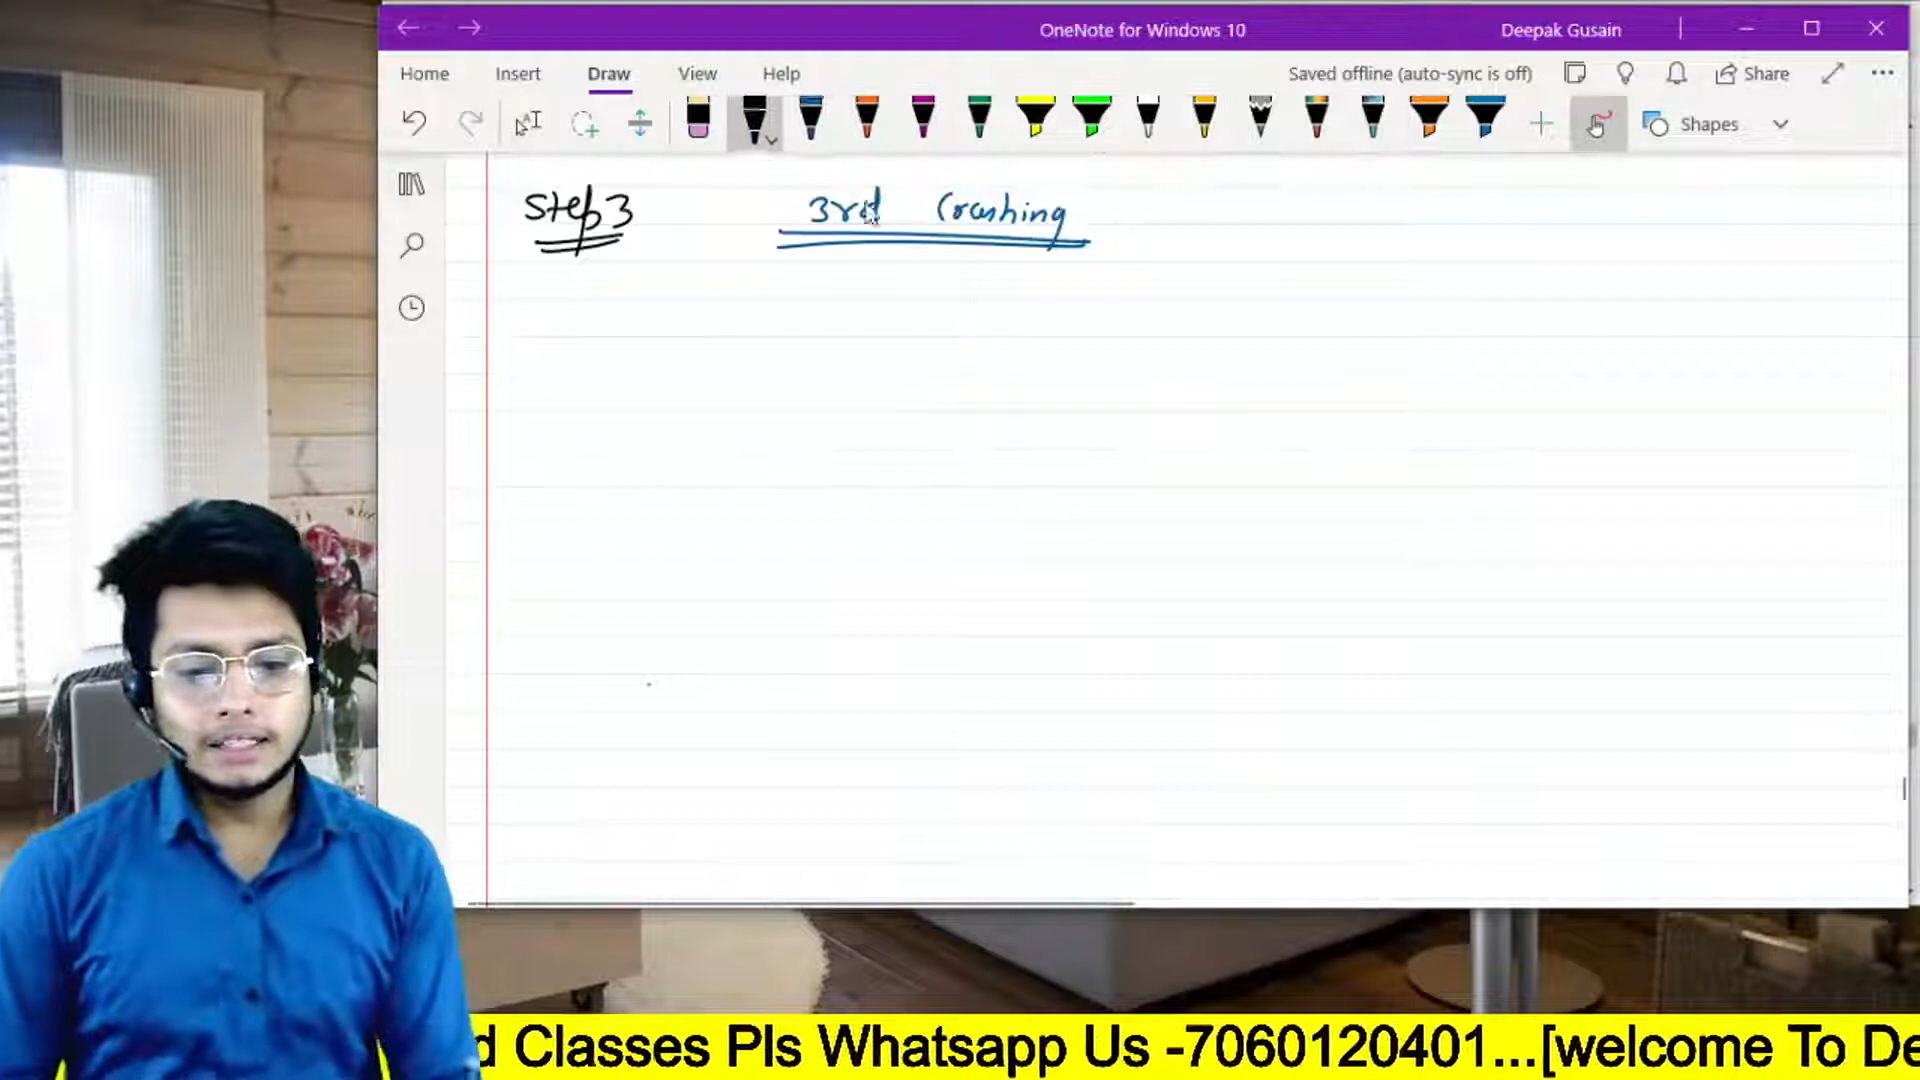 OneNote for Windows 10
Deepak Gusain
Home Insert Draw View Help
Saved offline (auto-sync is off)
Share
Shapes
Step 3 3rd Crashing
d Classes Pls Whatsapp Us -7060120401...[welcome To De